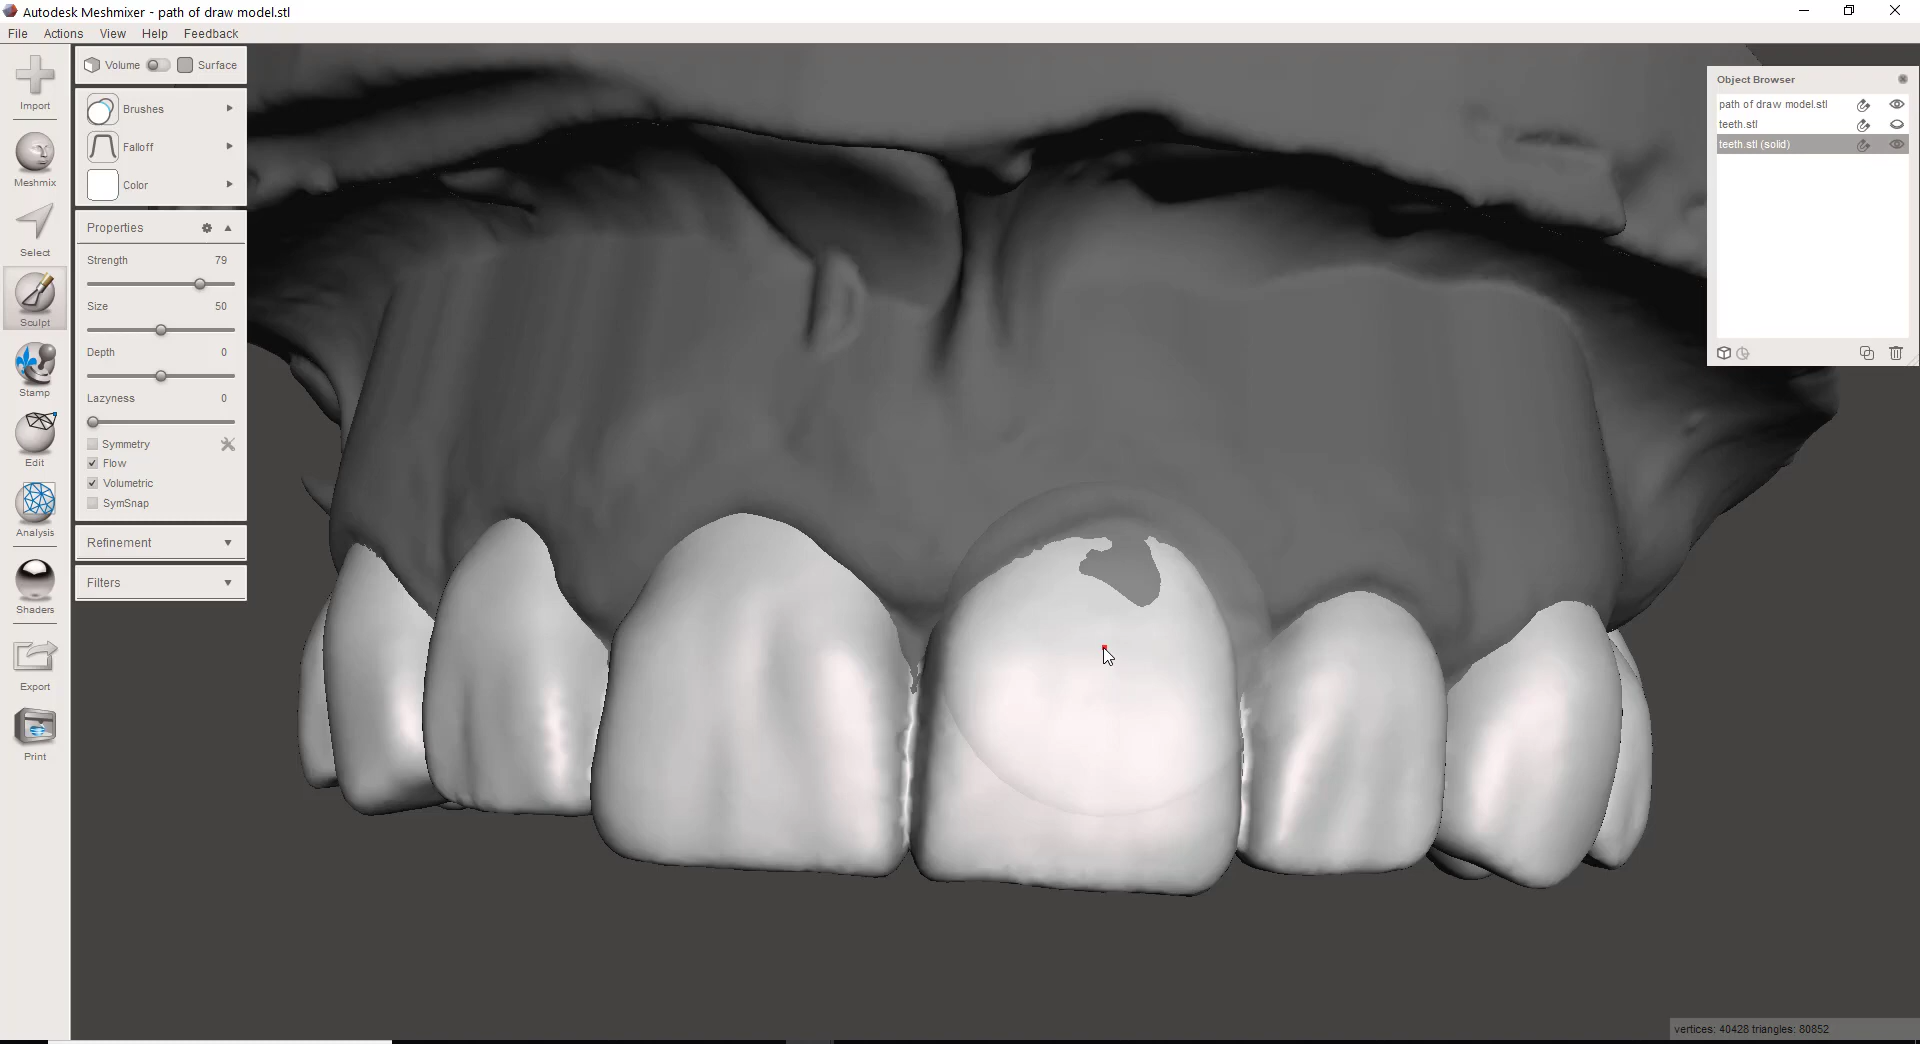 Autodesk Meshmixer - path of draw model.stl
File Actions View Help Feedback
Import
Meshmix
Select
Sculpt
Stamp
Edit
Analysis
Shaders
Export
Print
Volume Surface
Brushes
Falloff
Color
Properties
Strength 79
Size 50
Depth 0
Lazyness 0
Symmetry
Flow
Volumetric
SymSnap
Refinement
Filters
Object Browser
path of draw model.stl
teeth.stl
teeth.stl (solid)
vertices: 40428 triangles: 80852